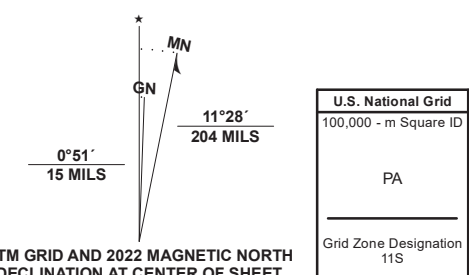 ★
MN
GN
11°28´
204 MILS
0°51´
15 MILS
TM GRID AND 2022 MAGNETIC NORTH
DECLINATION AT CENTER OF SHEET
U.S. National Grid
100,000 - m Square ID
PA
Grid Zone Designation
11S